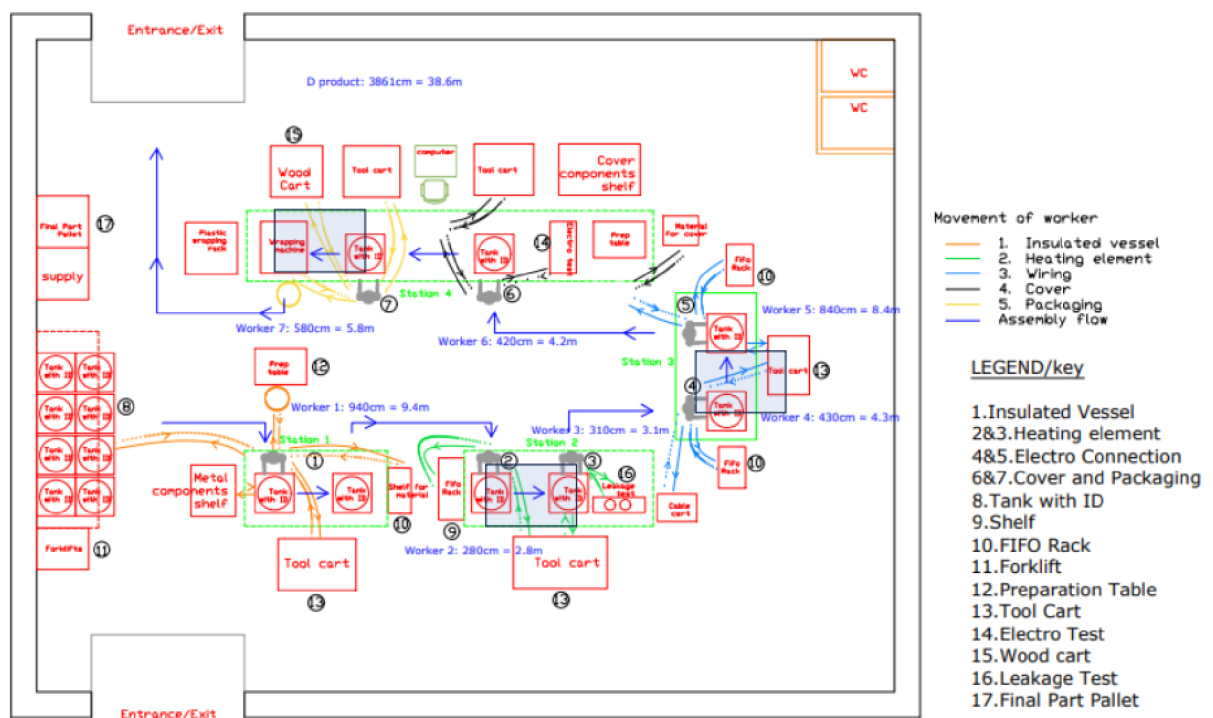 Entrance/Exit
D product: 3861cm = 38.6m
WC
WC
15
Wood
Cart
Tool cart
computer
Tool cart
Cover
components
shelf
Final Part
Pallet
17
supply
Plastic
wrapping
rack
Wrapping
machine
Tank
with ID
Tank
with ID
14
Electro test
Prep
table
Material
for cover
Fifo
Rack
10
7
Station 4
6
5
Worker 7: 580cm = 5.8m
Worker 6: 420cm = 4.2m
Worker 5: 840cm = 8.4m
Tank
with ID
Station 3
Tool cart
13
Prep
table
12
Tank
with ID
Tank
with ID
Tank
with ID
Tank
with ID
Tank
with ID
Tank
with ID
Tank
with ID
Tank
with ID
8
Worker 1: 940cm = 9.4m
4
Tank
with ID
Worker 3: 310cm = 3.1m
Worker 4: 430cm = 4.3m
Station 1
Station 2
1
2
3
16
Metal
components
shelf
Tank
with ID
Tank
with ID
Shelf for
material
10
Fifo
Rack
9
Tank
with ID
Tank
with ID
Leakage
test
Fifo
Rack
10
Cable
cart
Forklifts
11
Worker 2: 280cm = 2.8m
Tool cart
13
Tool cart
13
Entrance/Exit
Movement of worker
1. Insulated vessel
2. Heating element
3. Wiring
4. Cover
5. Packaging
Assembly flow
LEGEND/key
1.Insulated Vessel
2&3.Heating element
4&5.Electro Connection
6&7.Cover and Packaging
8.Tank with ID
9.Shelf
10.FIFO Rack
11.Forklift
12.Preparation Table
13.Tool Cart
14.Electro Test
15.Wood cart
16.Leakage Test
17.Final Part Pallet